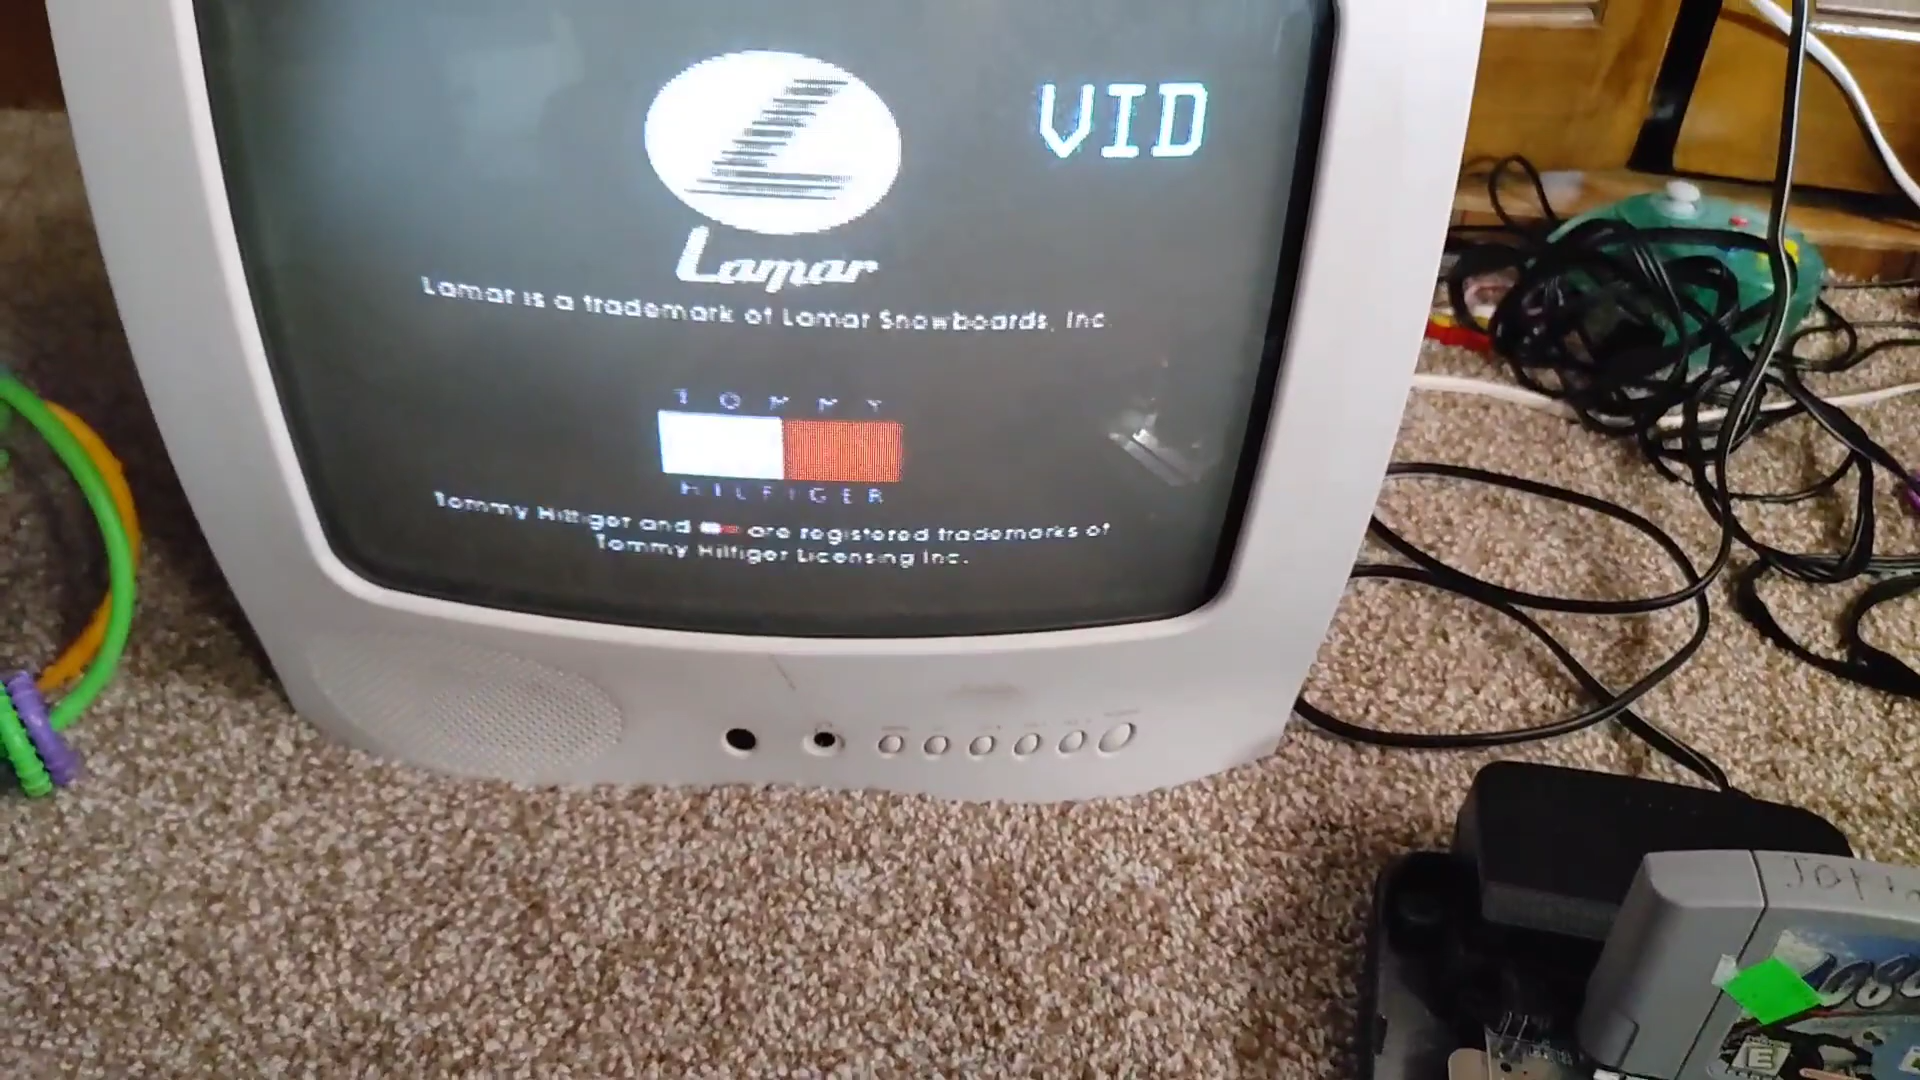 VID
Lamar
Lamar is a trademark of Lamar Snowboards, Inc.
TOMMY
HILFIGER
Tommy Hilfiger and are registered trademarks of
Tommy Hilfiger Licensing Inc.
1080
E